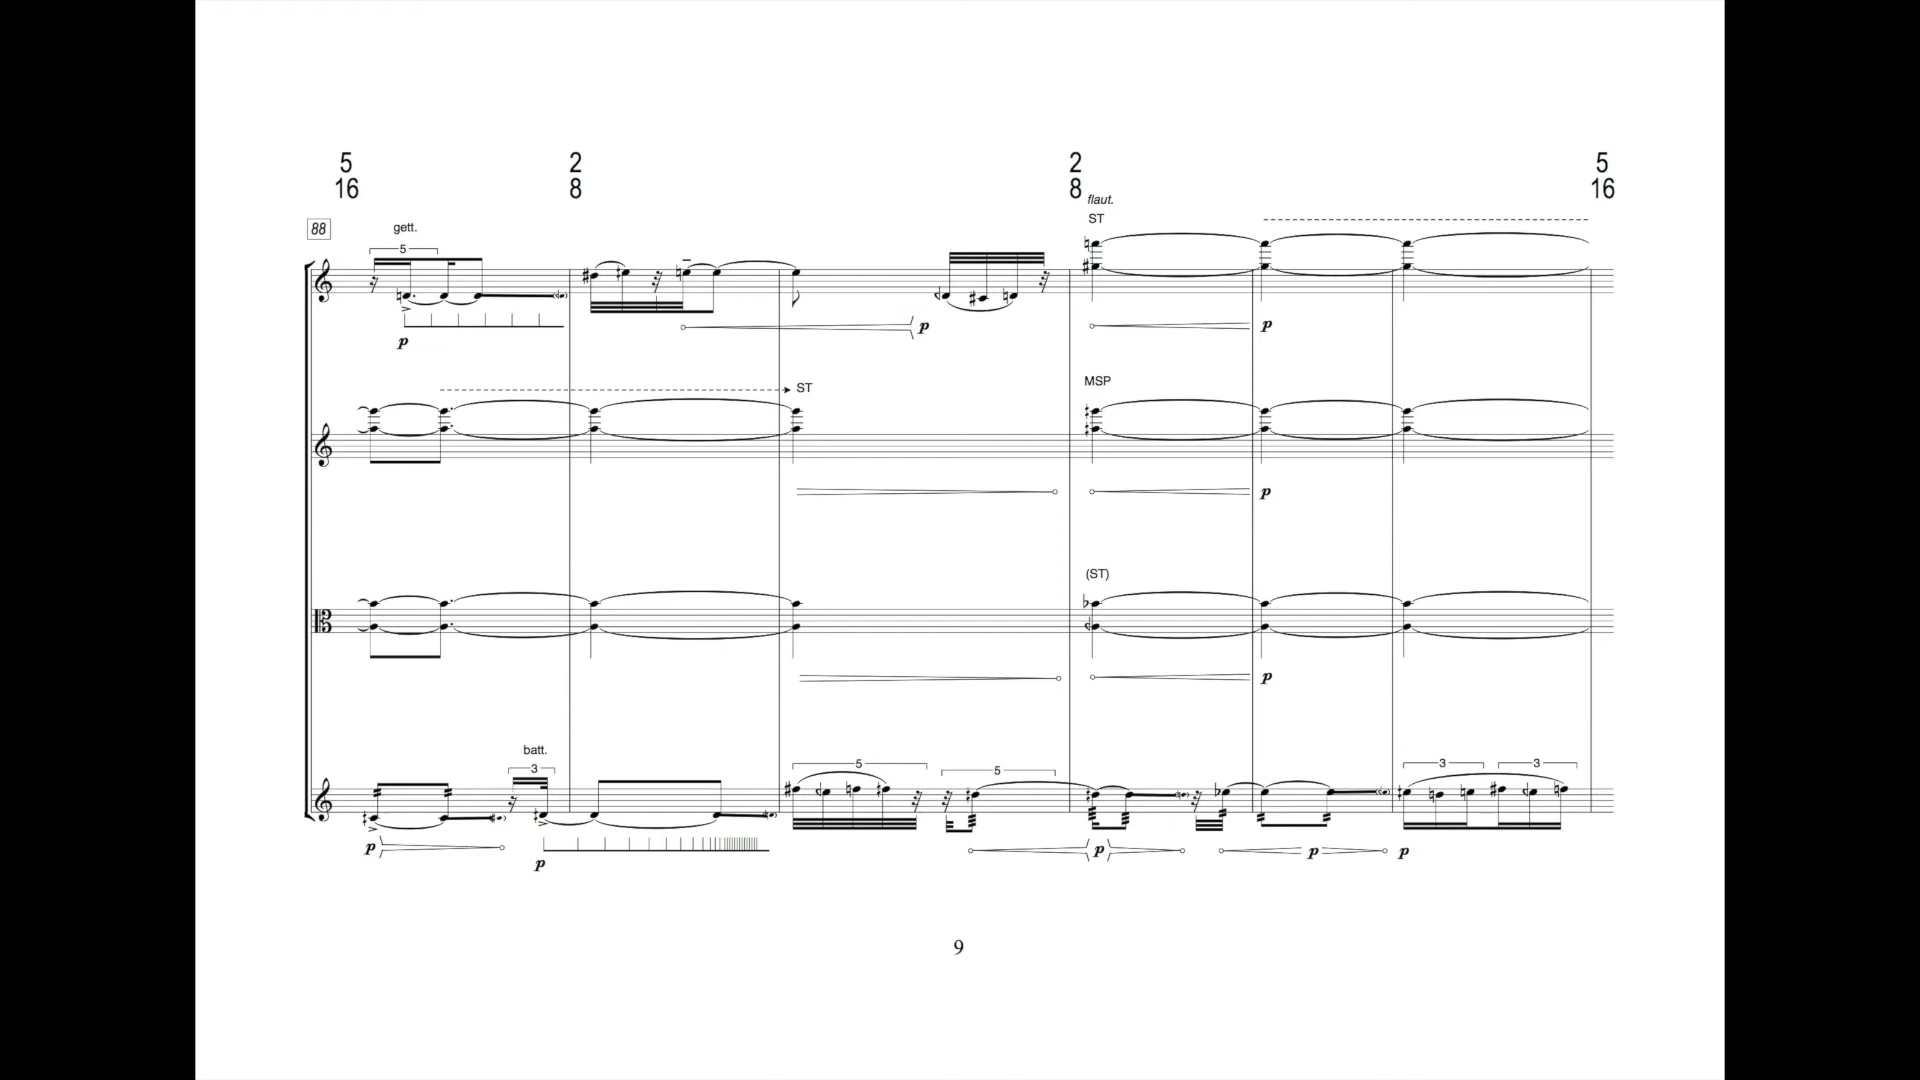 5 2 2 5
16 8 8 16
flaut.
ST
88 gett.
5
p p p
ST
MSP
p
(ST)
p
batt.
3 5 5 3 3
p p p p p
9